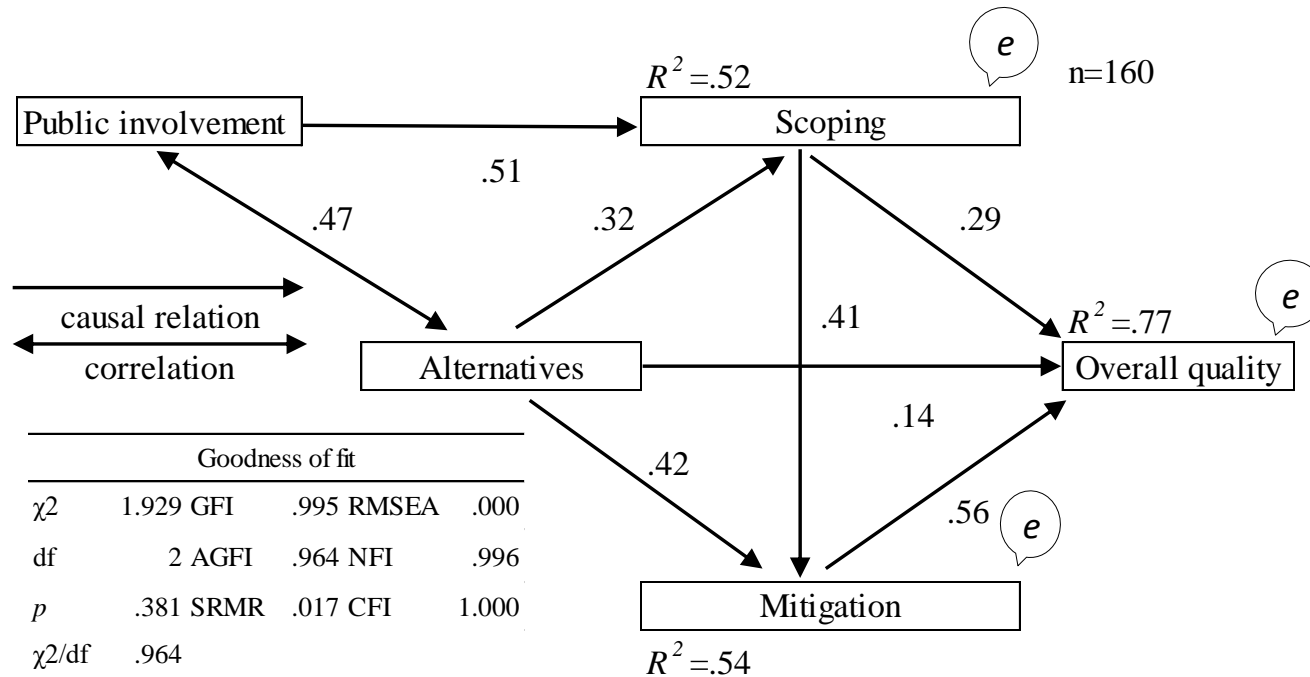 e
n=160
R² =.52
Public involvement
Scoping
.51
.47
.32
.29
e
causal relation
.41
R² =.77
correlation
Alternatives
Overall quality
.14
Goodness of fit
.42
χ2 1.929 GFI .995 RMSEA .000
.56
e
df 2 AGFI .964 NFI .996
p .381 SRMR .017 CFI 1.000
Mitigation
χ2/df .964
R² =.54